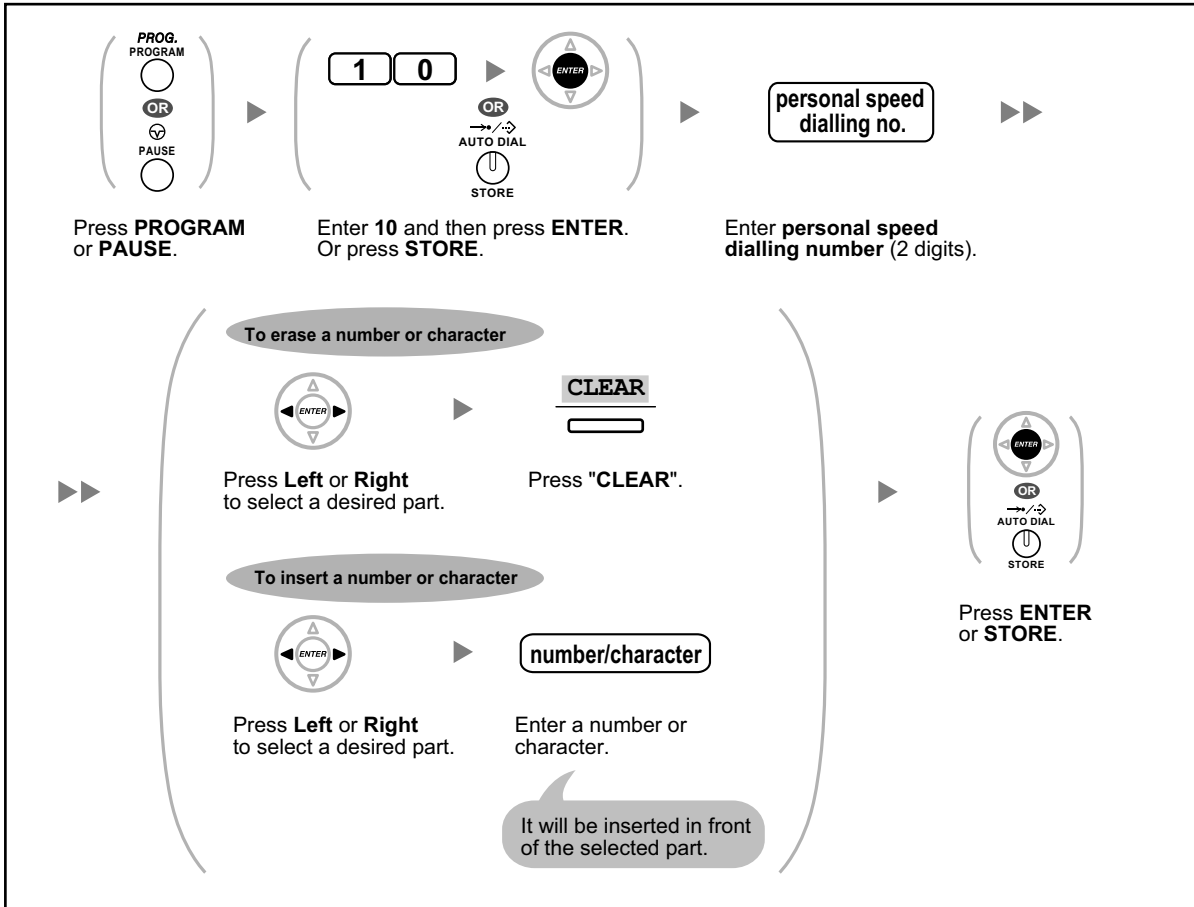 PROG.
PROGRAM
OR
PAUSE
1 0
ENTER
OR
AUTO DIAL
STORE
personal speed
dialling no.
Press PROGRAM
or PAUSE.
Enter 10 and then press ENTER.
Or press STORE.
Enter personal speed
dialling number (2 digits).
To erase a number or character
ENTER
CLEAR
Press Left or Right
to select a desired part.
Press "CLEAR".
To insert a number or character
ENTER
number/character
Press Left or Right
to select a desired part.
Enter a number or
character.
It will be inserted in front
of the selected part.
ENTER
OR
AUTO DIAL
STORE
Press ENTER
or STORE.